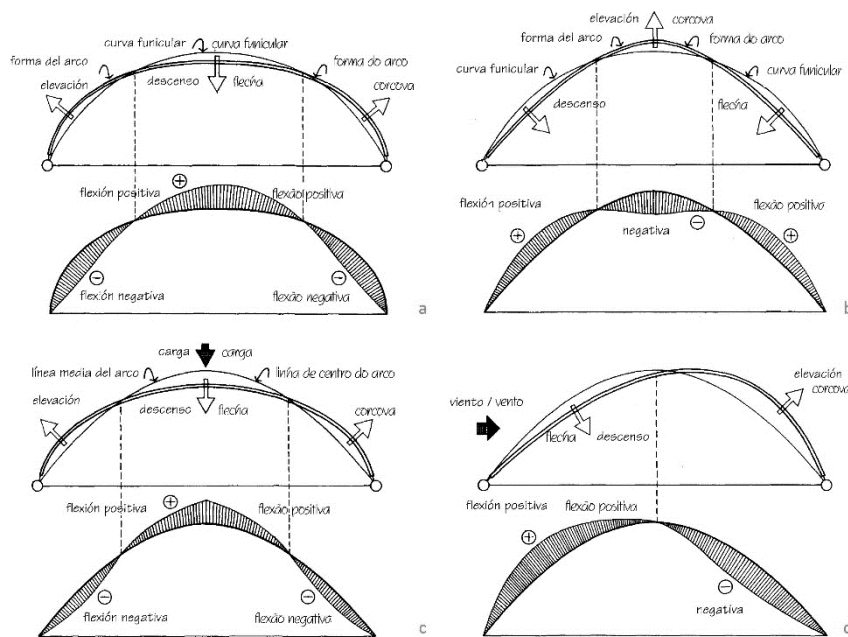 curva funicular curva funicular
forma del arco forma do arco
elevación descenso flecha corcova
flexión positiva + flexão positiva
− −
flexión negativa flexão negativa
a
elevación corcova
forma del arco forma do arco
curva funicular curva funicular
descenso flecha
flexión positiva flexão positiva
+ negativa − +
b
carga carga
línea media del arco linha de centro do arco
elevación descenso flecha corcova
flexión positiva + flexão positiva
− −
flexión negativa flexão negativa
c
elevación
corcova
viento / vento
flecha descenso
flexión positiva flexão positiva
+
−
negativa
d